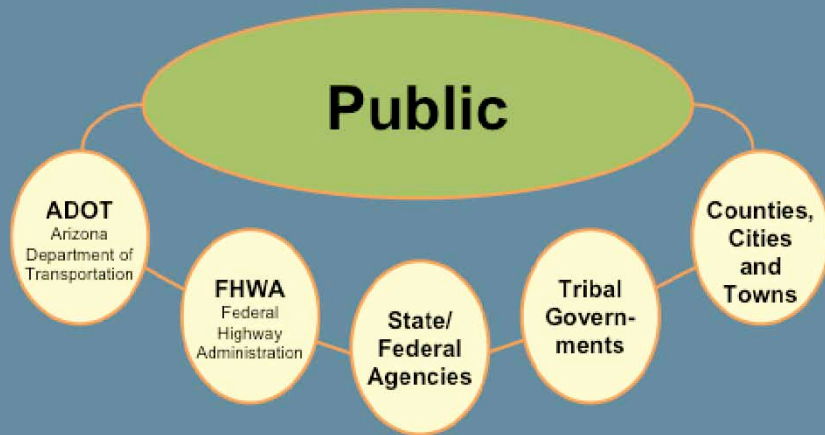 Public
ADOT
Arizona
Department of
Transportation
FHWA
Federal
Highway
Administration
State/
Federal
Agencies
Tribal
Govern-
ments
Counties,
Cities
and
Towns